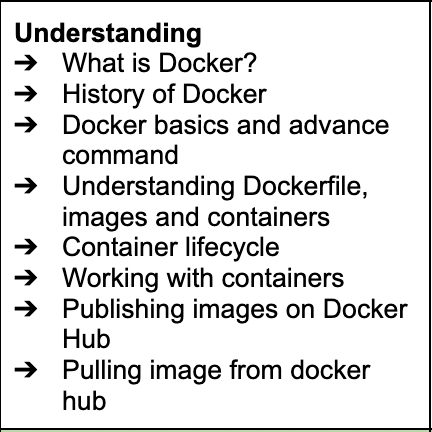 Understanding
➔ What is Docker?
➔ History of Docker
➔ Docker basics and advance
command
➔ Understanding Dockerfile,
images and containers
➔ Container lifecycle
➔ Working with containers
➔ Publishing images on Docker
Hub
➔ Pulling image from docker
hub